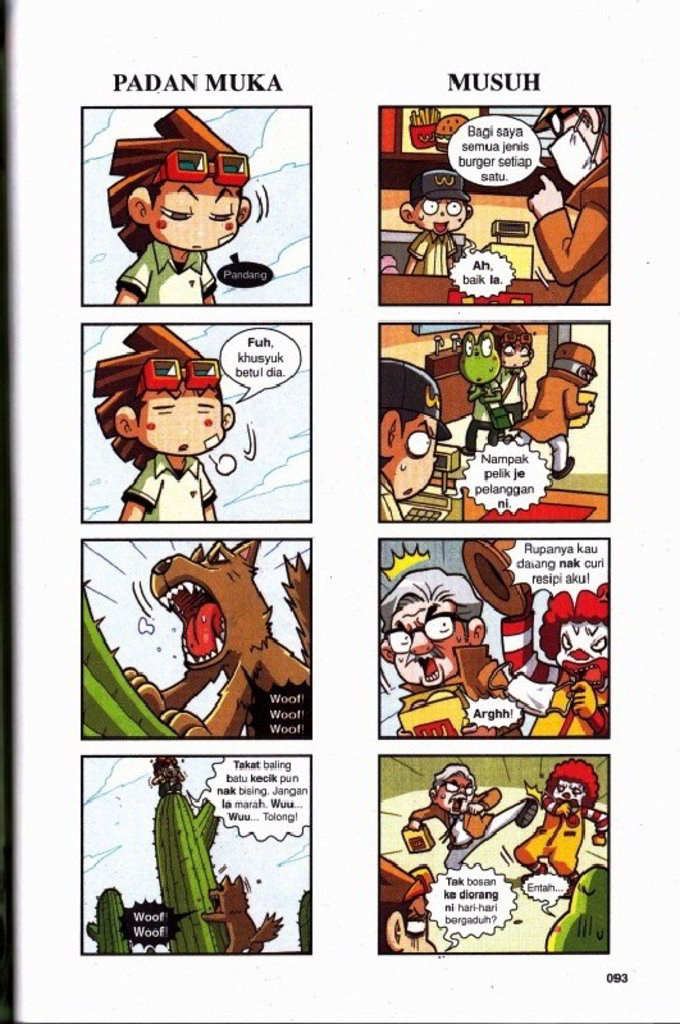 PADAN MUKA
Pandang
Fuh,
khusyuk
betul dia.
Woof!
Woof!
Woof!
Takat baling
batu kecik pun
nak bising. Jangan
la marah. Wuu...
Wuu... Tolong!
Woof!
Woof!
MUSUH
Bagi saya
semua jenis
burger setiap
satu.
Ah,
baik la.
Nampak
pelik je
pelanggan
ni.
Rupanya kau
datang nak curi
resipi aku!
Arghh!
Tak bosan
ke diorang
ni hari-hari
bergaduh?
Entah...
093